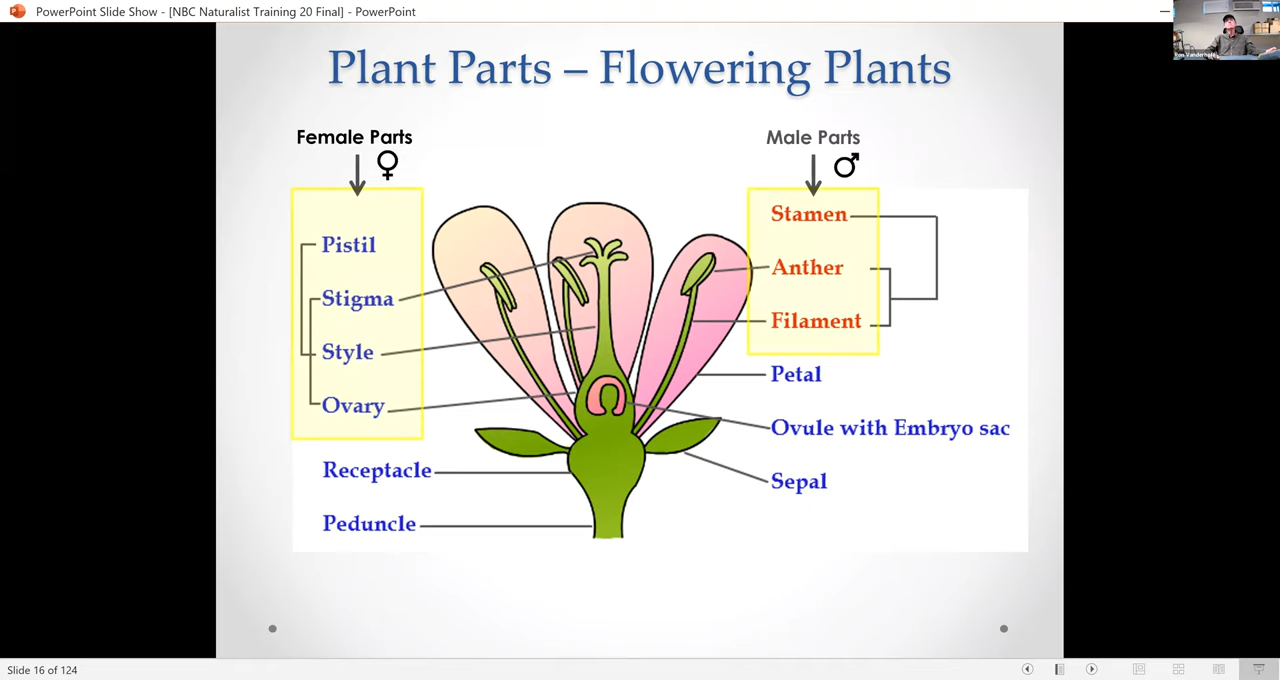 PowerPoint Slide Show - [NBC Naturalist Training 20 Final] - PowerPoint
Plant Parts – Flowering Plants
Female Parts
♀
Male Parts
♂
Pistil
Stigma
Style
Ovary
Receptacle
Peduncle
Stamen
Anther
Filament
Petal
Ovule with Embryo sac
Sepal
Slide 16 of 124